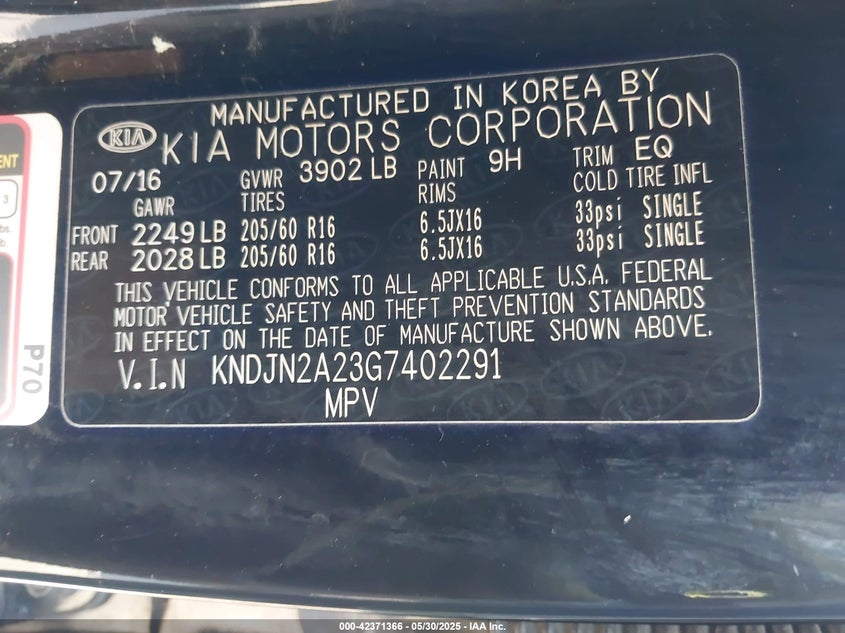 MANUFACTURED IN KOREA BY
KIA KIA MOTORS CORPORATION
07/16 GVWR 3902 LB PAINT 9H TRIM EQ
GAWR TIRES RIMS COLD TIRE INFL
FRONT 2249 LB 205/60 R16 6.5JX16 33psi SINGLE
REAR 2028 LB 205/60 R16 6.5JX16 33psi SINGLE
THIS VEHICLE CONFORMS TO ALL APPLICABLE U.S.A. FEDERAL
MOTOR VEHICLE SAFETY AND THEFT PREVENTION STANDARDS
IN EFFECT ON THE DATE OF MANUFACTURE SHOWN ABOVE.
V.I.N KNDJN2A23G7402291
MPV
ENT
3
lbs.
lb.
P70
000-42371366 - 05/30/2025 - IAA Inc.